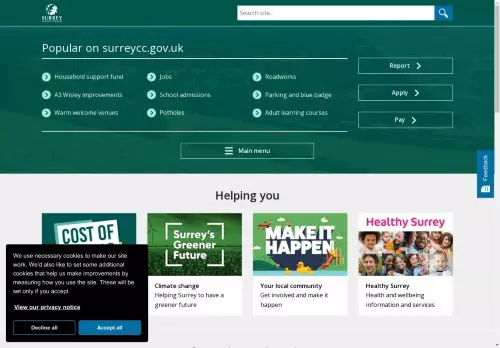 SURREY
Search site...
Popular on surreycc.gov.uk
Household support fund
Jobs
Roadworks
A3 Wisley improvements
School admissions
Parking and blue badge
Warm welcome venues
Potholes
Adult learning courses
Report
Apply
Pay
Main menu
Feedback
Helping you
COST OF
Surrey's
Greener
Future
MAKE IT
HAPPEN
Healthy Surrey
Climate change
Helping Surrey to have a
greener future
Your local community
Get involved and make it
happen
Healthy Surrey
Health and wellbeing
information and services
We use necessary cookies to make our site
work. We'd also like to set some additional
cookies that help us make improvements by
measuring how you use the site. These will be
set only if you accept.
View our privacy notice
Decline all
Accept all